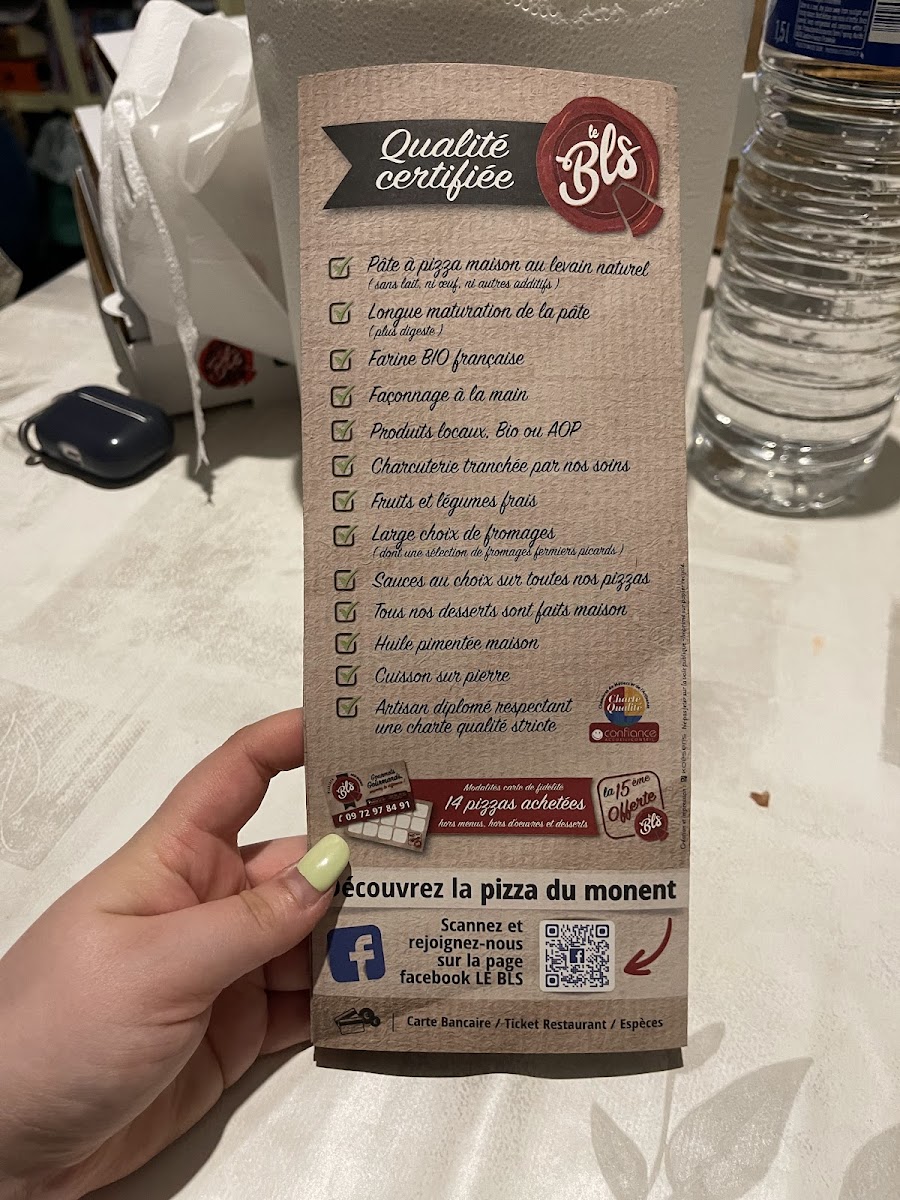 Qualité
certifiée
le
Bls
Pâte à pizza maison au levain naturel
(sans lait, ni œuf, ni autres additifs)
Longue maturation de la pâte
(plus digeste)
Farine BIO française
Façonnage à la main
Produits locaux, Bio ou AOP
Charcuterie tranchée par nos soins
Fruits et légumes frais
Large choix de fromages
(dont une sélection de fromages fermiers picards)
Sauces au choix sur toutes nos pizzas
Tous nos desserts sont faits maison
Huile pimentée maison
Cuisson sur pierre
Artisan diplomé respectant
une charte qualité stricte
Charte
Qualité
confiance
Bls
09 72 97 84 91
Modalités carte de fidélité
14 pizzas achetées
hors menus, hors d'oeuvres et desserts
la 15ème
Offerte
Bls
écouvrez la pizza du monent
Scannez et
rejoignez-nous
sur la page
facebook LE BLS
f
Carte Bancaire / Ticket Restaurant / Espèces
1,5L